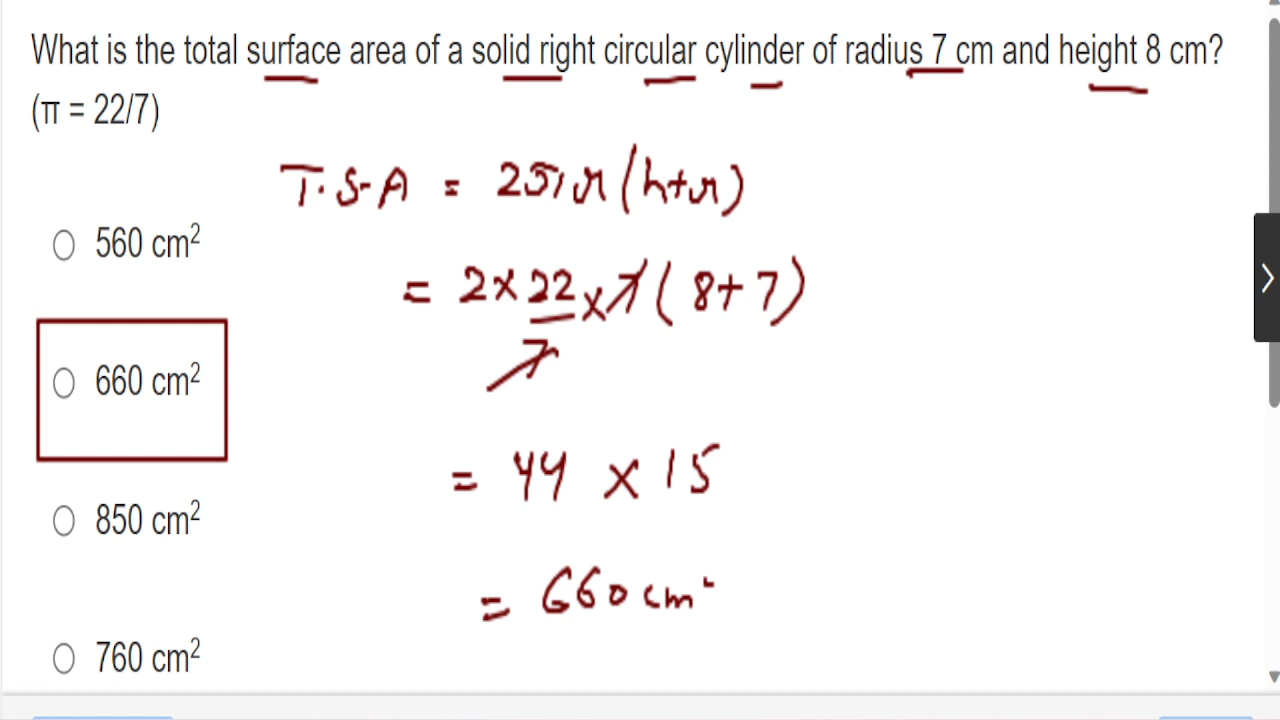 What is the total surface area of a solid right circular cylinder of radius 7 cm and height 8 cm?
(π = 22/7)
T.S.A = 2πr(h+r)
560 cm²
= 2×22×7(8+7)
7
660 cm²
= 44 × 15
850 cm²
= 660 cm²
760 cm²